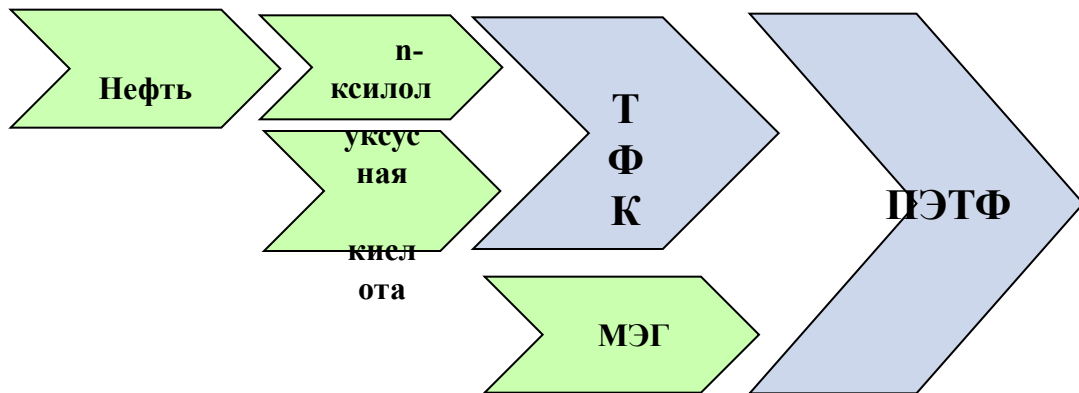 Нефть
n-
ксилол
уксус
ная
кисл
ота
Т
Ф
К
МЭГ
ПЭТФ